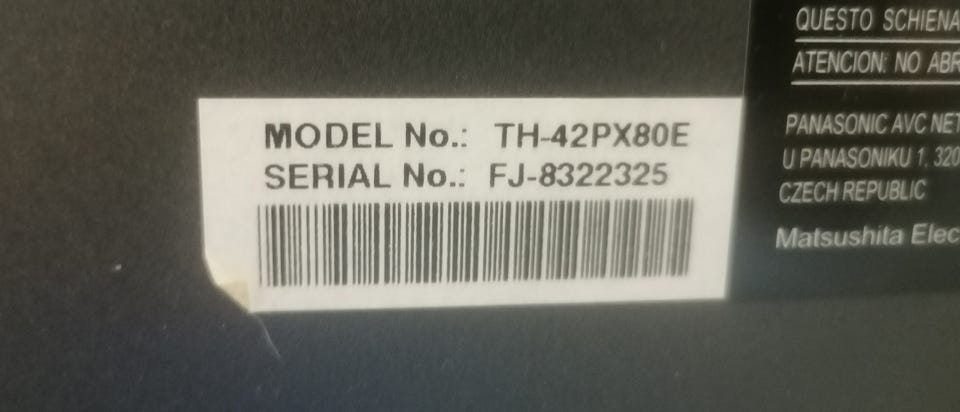 MODEL No.: TH-42PX80E
SERIAL No.: FJ-8322325
QUESTO SCHIENA
ATENCION: NO ABR
PANASONIC AVC NET
U PANASONIKU 1, 320
CZECH REPUBLIC
Matsushita Elec